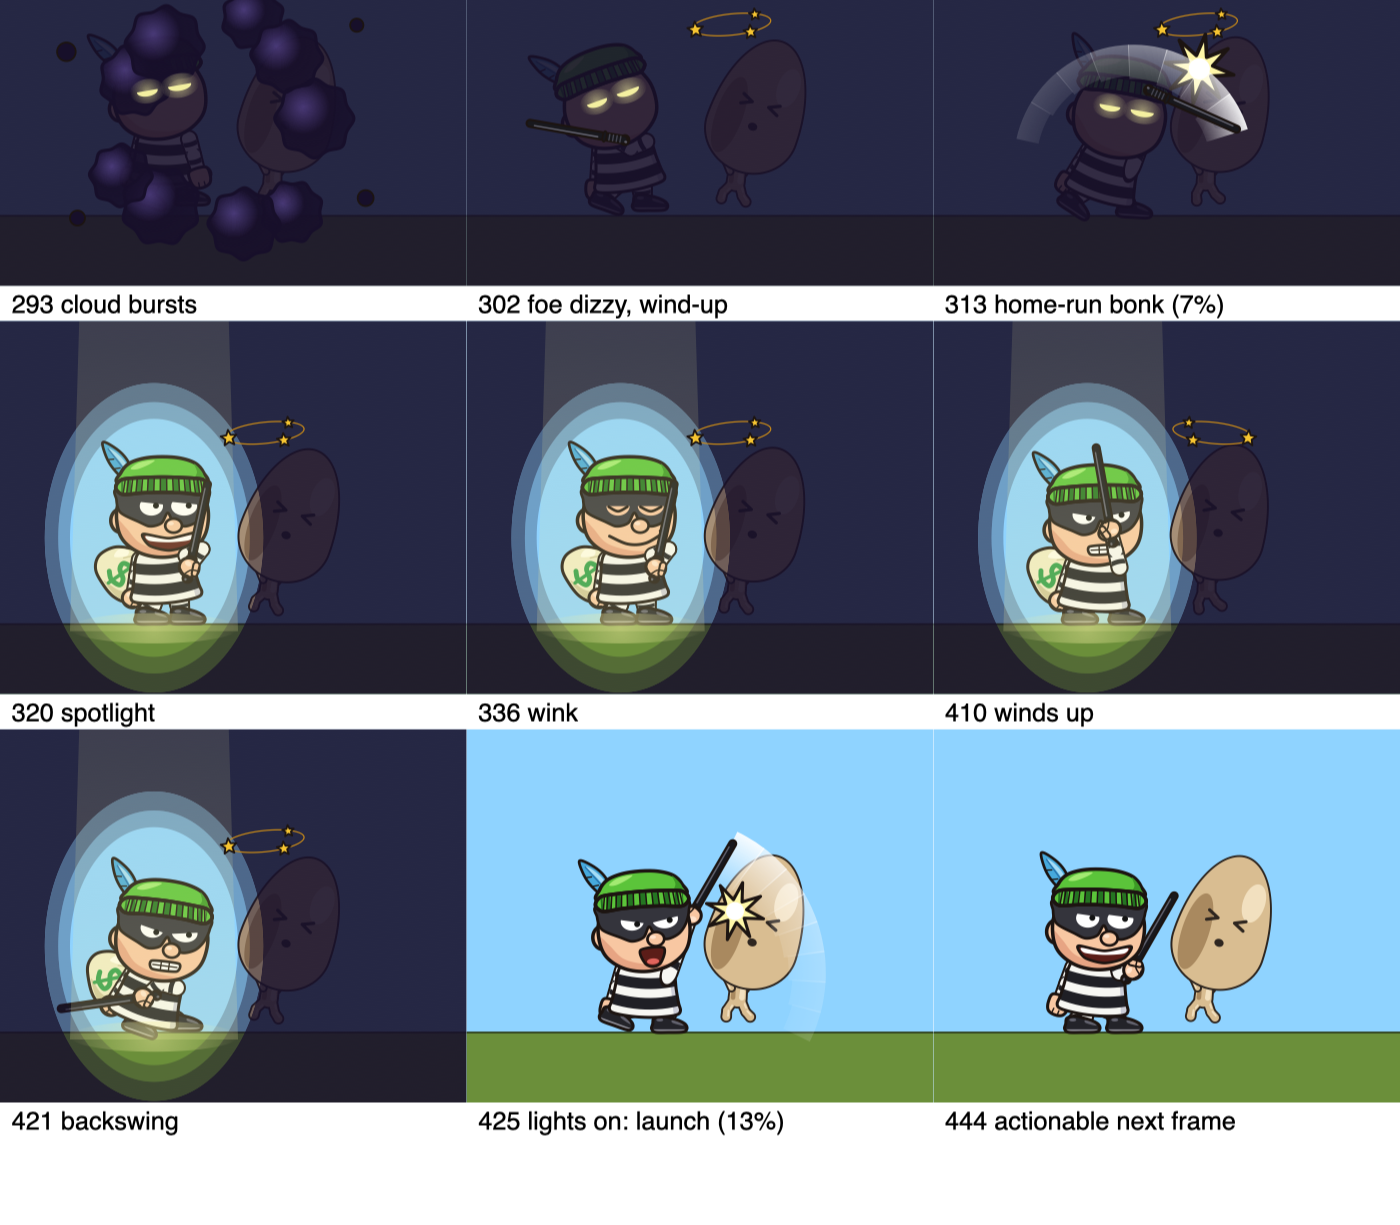 293 cloud bursts
302 foe dizzy, wind-up
313 home-run bonk (7%)
$
$
$
320 spotlight
336 wink
410 winds up
$
421 backswing
425 lights on: launch (13%)
444 actionable next frame